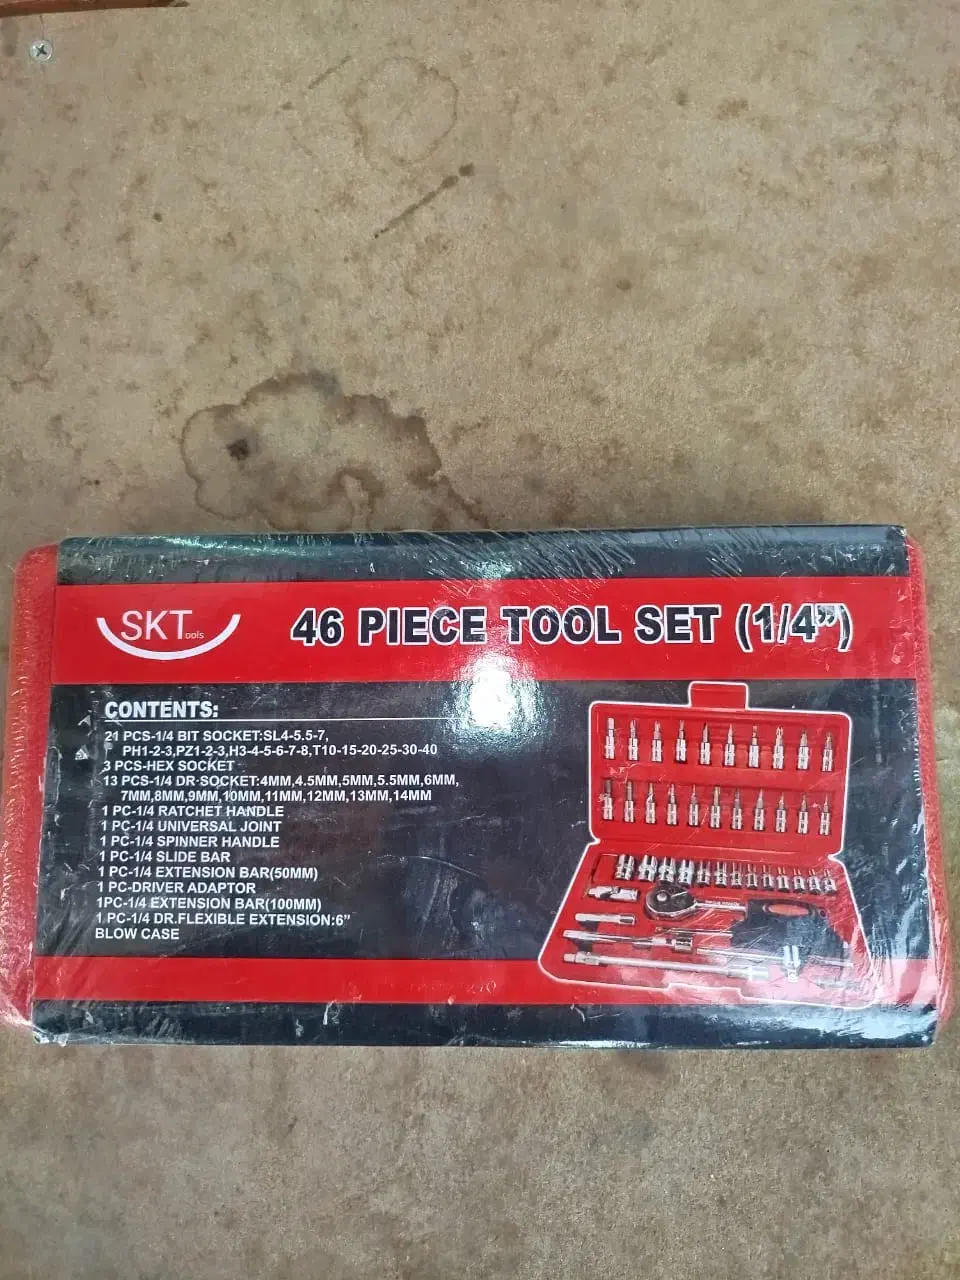 SKTools
46 PIECE TOOL SET (1/4")
CONTENTS:
21 PCS-1/4 BIT SOCKET:SL4-5.5-7,
PH1-2-3,PZ1-2-3,H3-4-5-6-7-8,T10-15-20-25-30-40
3 PCS-HEX SOCKET
13 PCS-1/4 DR·SOCKET:4MM,4.5MM,5MM,5.5MM,6MM,
7MM,8MM,9MM,10MM,11MM,12MM,13MM,14MM
1 PC-1/4 RATCHET HANDLE
1 PC-1/4 UNIVERSAL JOINT
1 PC-1/4 SPINNER HANDLE
1 PC-1/4 SLIDE BAR
1 PC-1/4 EXTENSION BAR(50MM)
1 PC-DRIVER ADAPTOR
1PC-1/4 EXTENSION BAR(100MM)
1 PC-1/4 DR.FLEXIBLE EXTENSION:6"
BLOW CASE